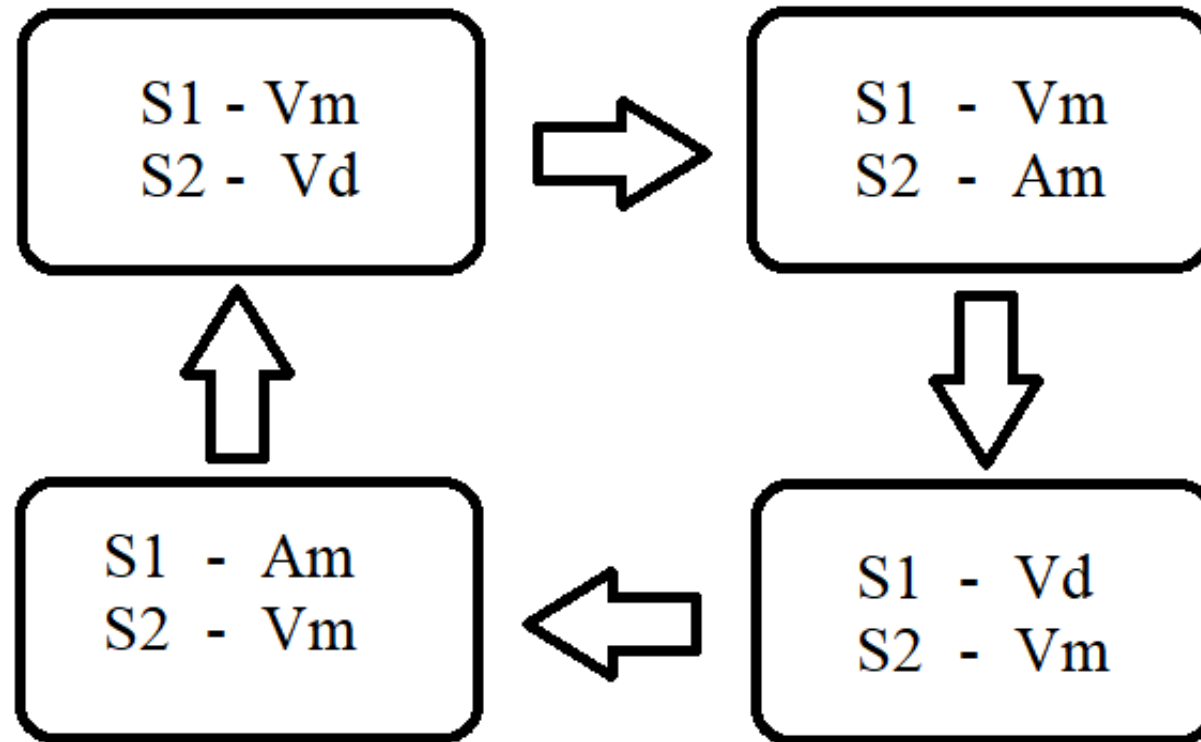 S1 - Vm
S2 - Vd
S1 - Vm
S2 - Am
S1 - Am
S2 - Vm
S1 - Vd
S2 - Vm